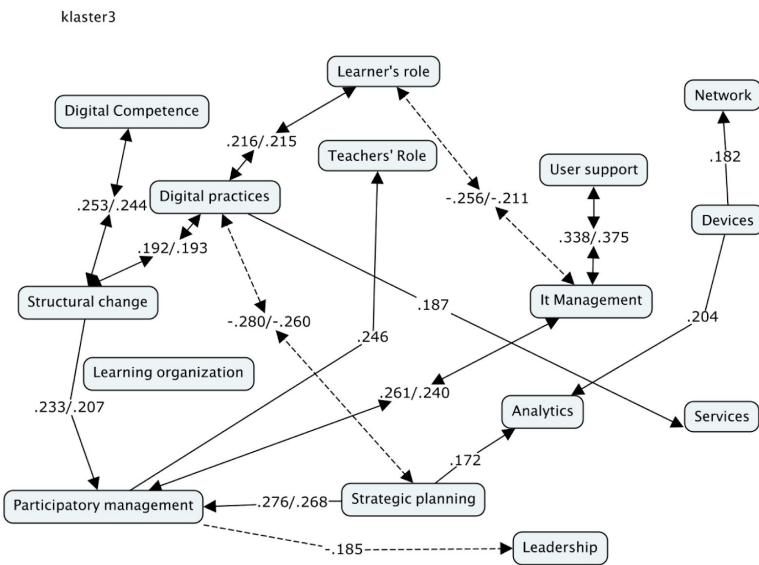 klaster3
Learner's role
Network
Digital Competence
.216/.215
Teachers' Role
User support
.182
Digital practices
-.256/-.211
.253/.244
Devices
.338/.375
.192/.193
Structural change
It Management
.187
-.280/-.260
.204
.246
Learning organization
.261/.240
.233/.207
Analytics
Services
.172
Participatory management
.276/.268
Strategic planning
-.185
Leadership